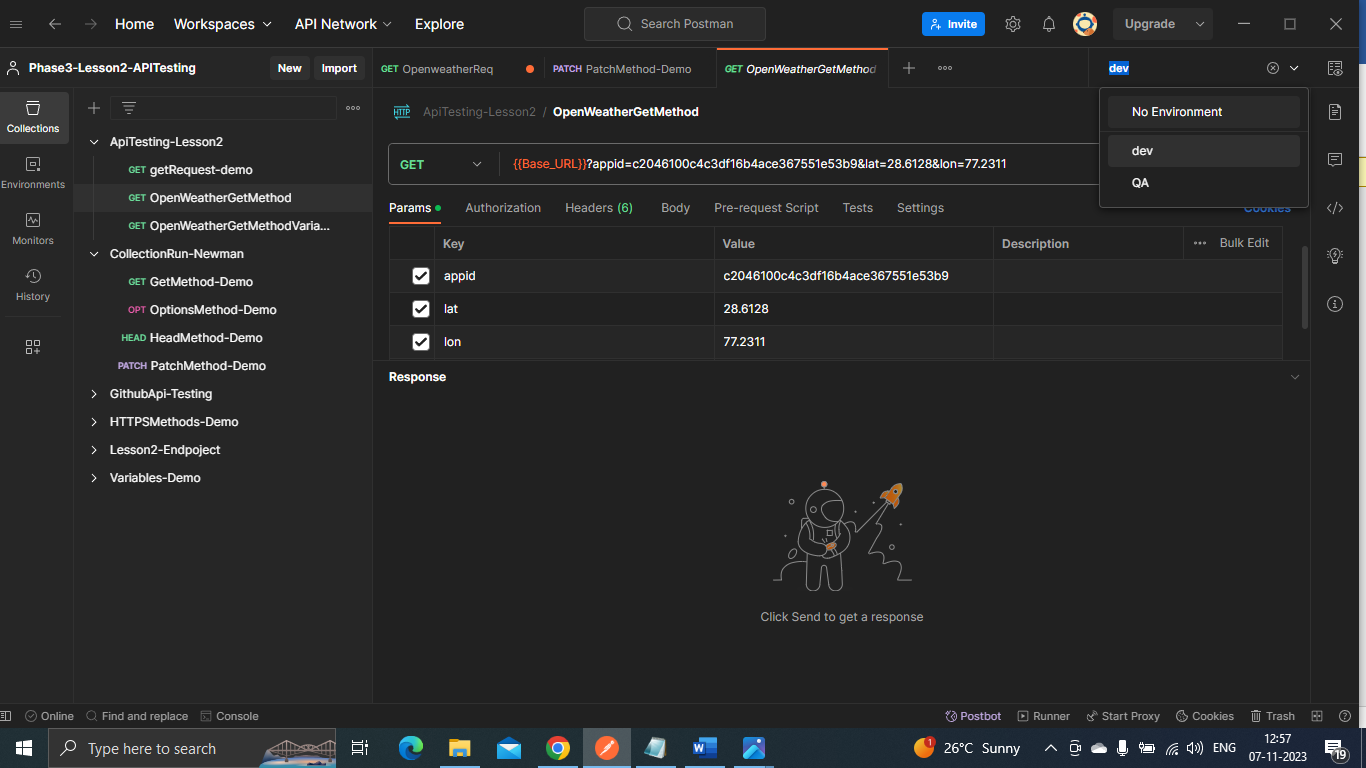 Home Workspaces API Network Explore Search Postman Invite Upgrade
Phase3-Lesson2-APITesting New Import GET OpenweatherReq PATCH PatchMethod-Demo GET OpenWeatherGetMethod dev
No Environment
dev
QA
Collections
Environments
Monitors
History
ApiTesting-Lesson2
GET getRequest-demo
GET OpenWeatherGetMethod
GET OpenWeatherGetMethodVaria...
CollectionRun-Newman
GET GetMethod-Demo
OPT OptionsMethod-Demo
HEAD HeadMethod-Demo
PATCH PatchMethod-Demo
GithubApi-Testing
HTTPSMethods-Demo
Lesson2-Endpoject
Variables-Demo
HTTP ApiTesting-Lesson2 / OpenWeatherGetMethod
GET {{Base_URL}}?appid=c2046100c4c3df16b4ace367551e53b9&lat=28.6128&lon=77.2311
Params Authorization Headers (6) Body Pre-request Script Tests Settings Cookies
Key Value Description Bulk Edit
appid c2046100c4c3df16b4ace367551e53b9
lat 28.6128
lon 77.2311
Response
Click Send to get a response
Online Find and replace Console Postbot Runner Start Proxy Cookies Trash
Type here to search 1 26°C Sunny ENG 12:57
07-11-2023 19